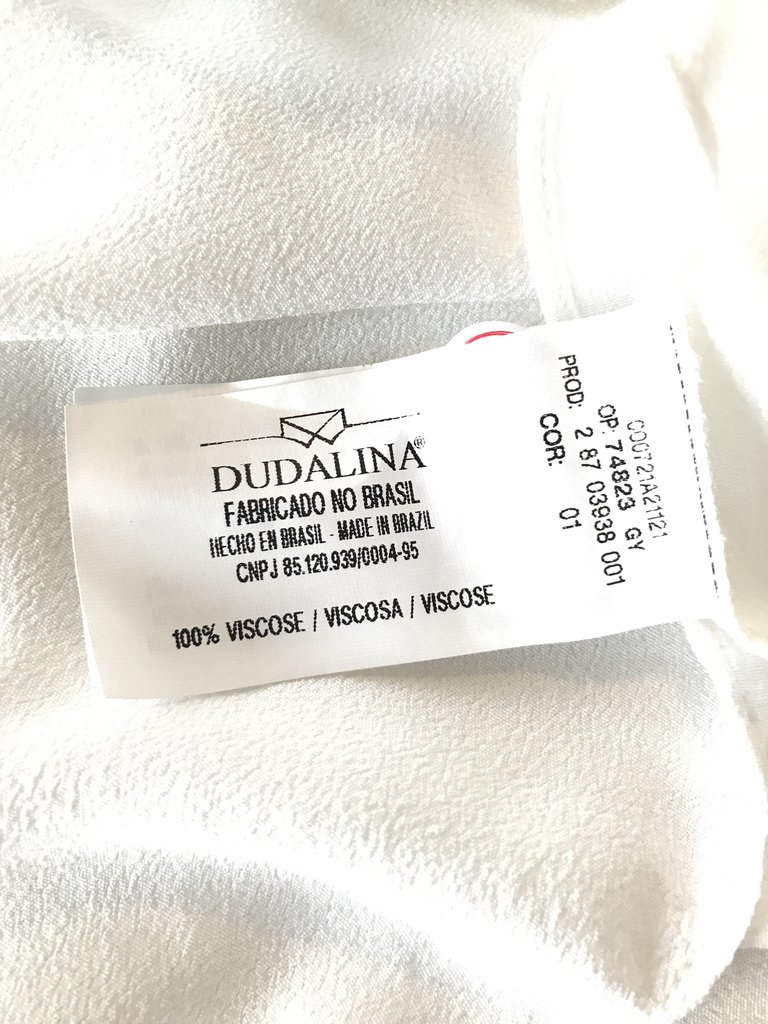 DUDALINA®
FABRICADO NO BRASIL
HECHO EN BRASIL - MADE IN BRAZIL
CNPJ 85.120.939/0004-95
100% VISCOSE / VISCOSA / VISCOSE
000721A21121
OP: 74823 GY
PROD: 2 87 03938 001
COR: 01